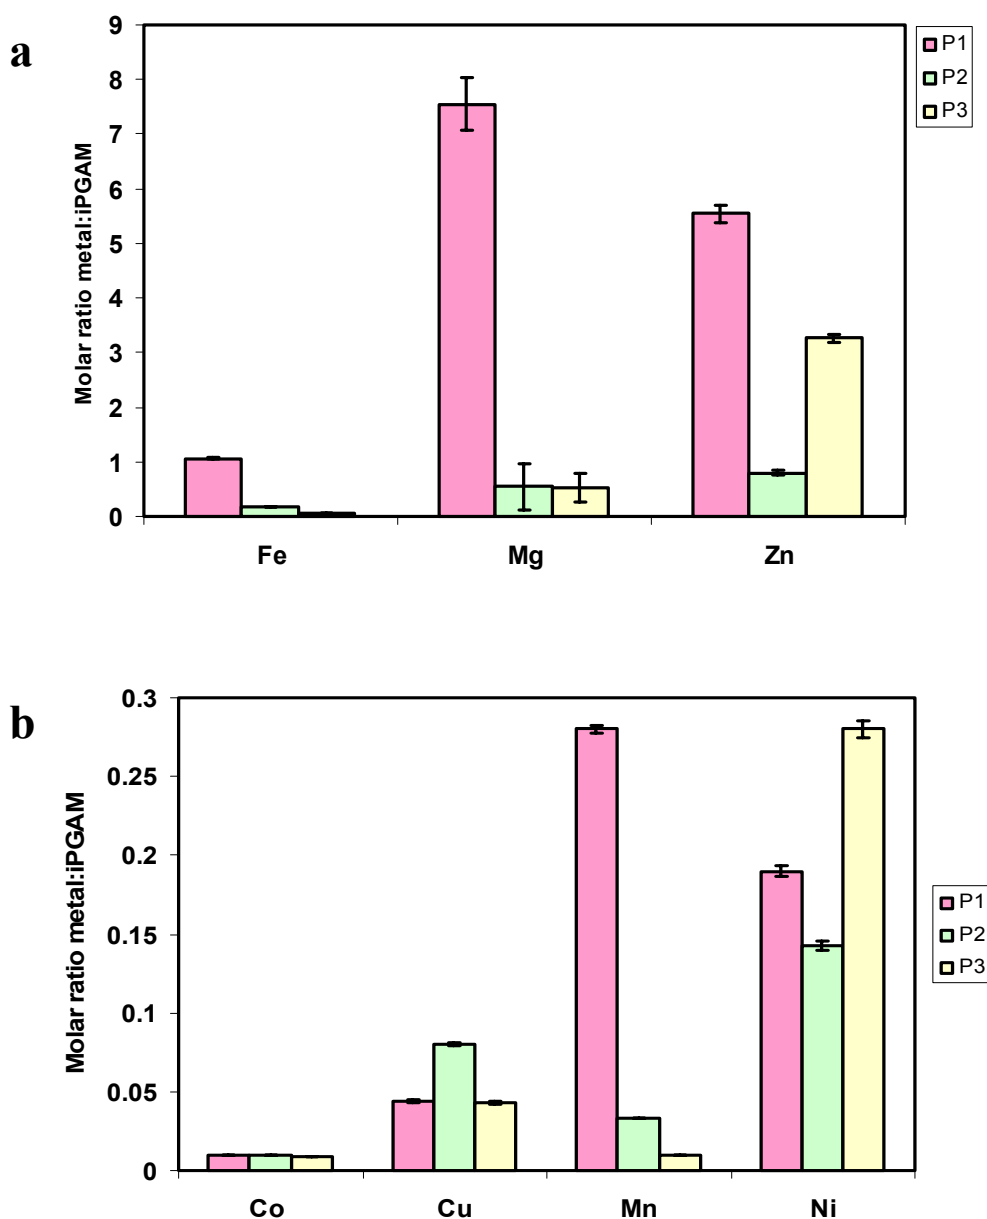 a
Molar ratio metal:iPGAM
9
8
7
6
5
4
3
2
1
0
Fe Mg Zn
P1
P2
P3
b
Molar ratio metal:iPGAM
0.3
0.25
0.2
0.15
0.1
0.05
0
Co Cu Mn Ni
P1
P2
P3